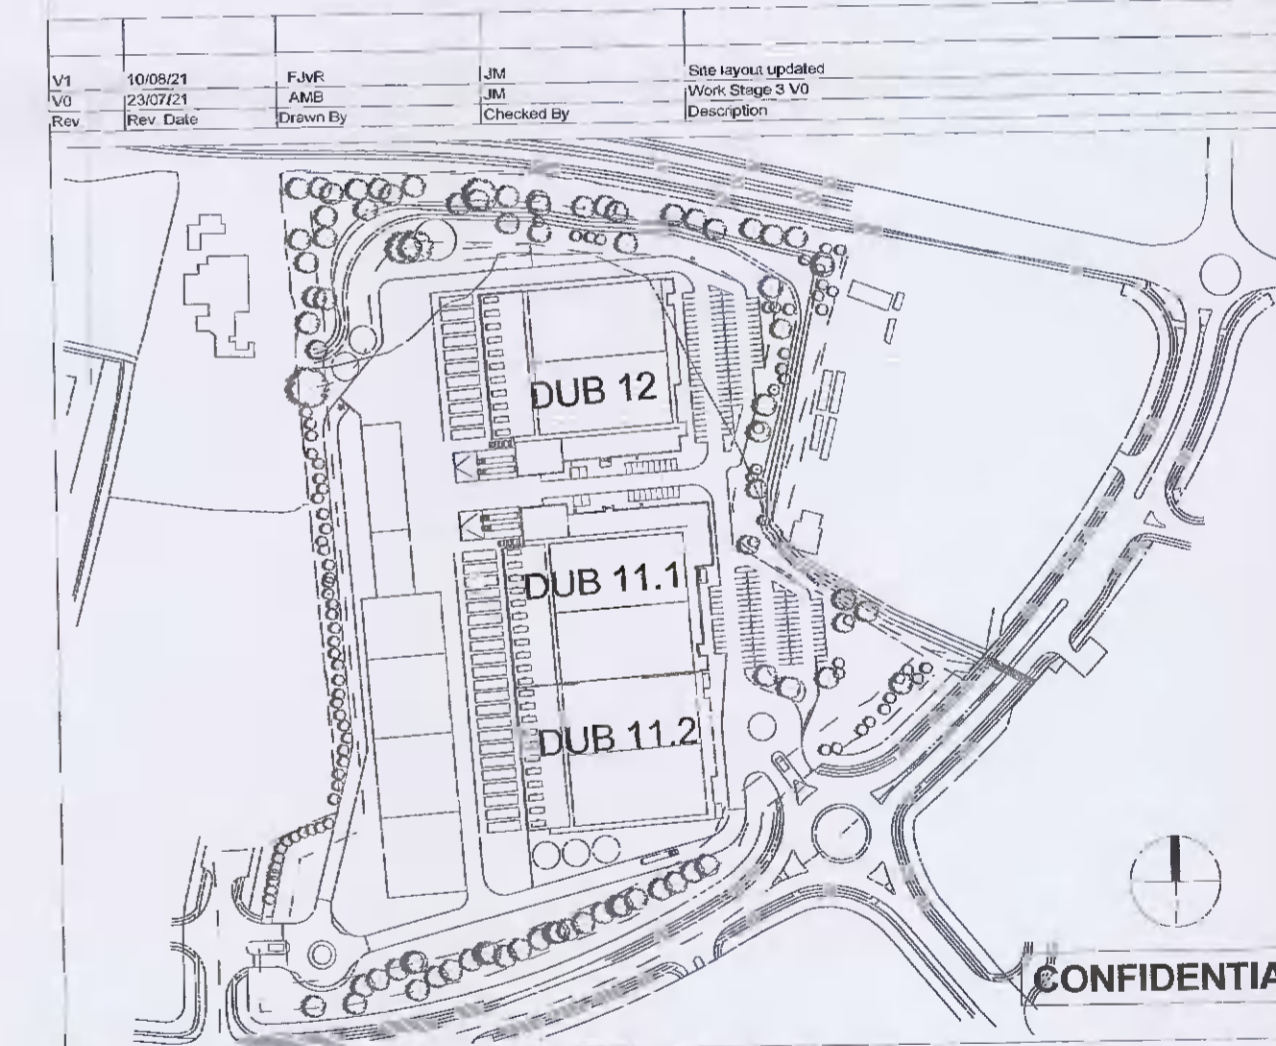 V1 10/08/21 FJvR JM Site layout updated
V0 23/07/21 AMB JM Work Stage 3 V0
Rev Rev. Date Drawn By Checked By Description
DUB 12
DUB 11.1
DUB 11.2
CONFIDENTIA